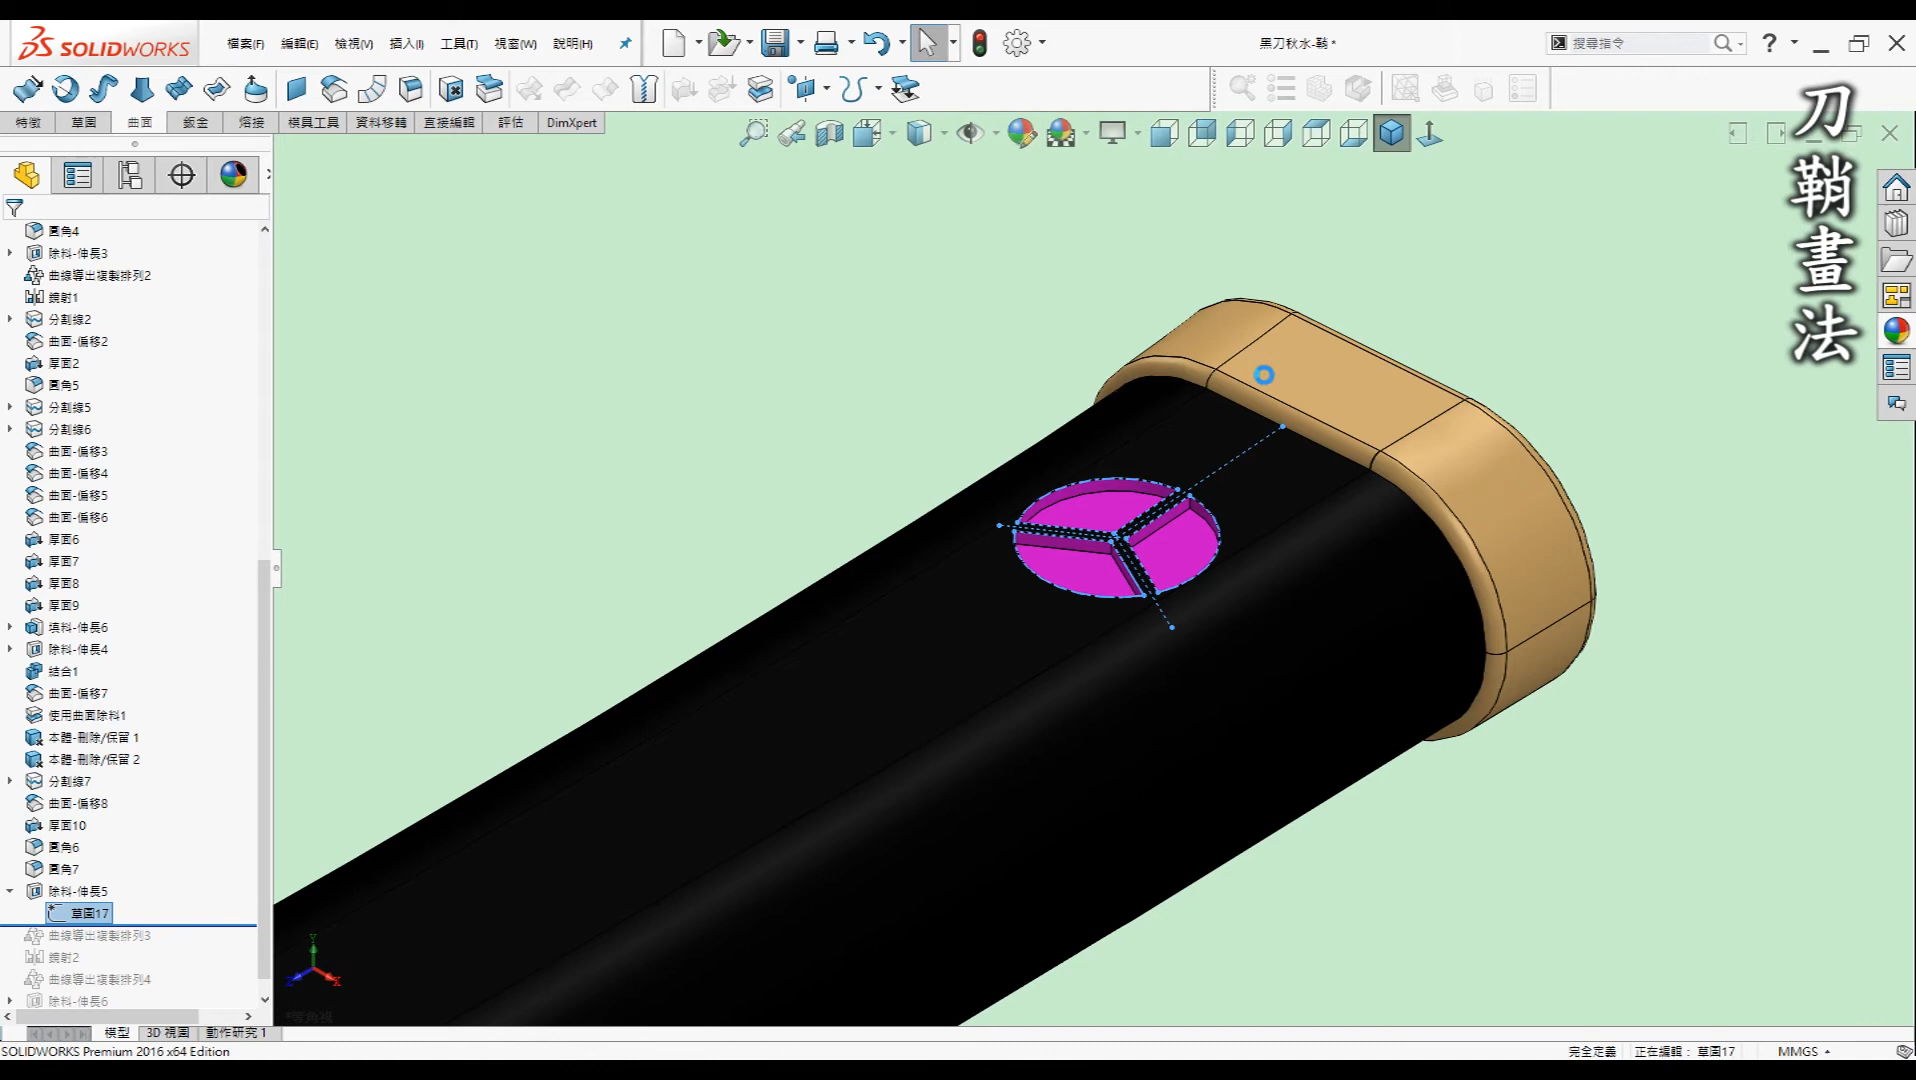 SOLIDWORKS
檔案(F) 編輯(E) 檢視(V) 插入(I) 工具(T) 視窗(W) 說明(H)
黑刀秋水-鞘 *
搜尋指令
特徵 草圖 曲面 鈑金 熔接 模具工具 資料移轉 直接編輯 評估 DimXpert
刀鞘畫法
圓角4
除料-伸長3
曲線導出複製排列2
鏡射1
分割線2
曲面-偏移2
厚面2
圓角5
分割線5
分割線6
曲面-偏移3
曲面-偏移4
曲面-偏移5
曲面-偏移6
厚面6
厚面7
厚面8
厚面9
填料-伸長6
除料-伸長4
結合1
曲面-偏移7
使用曲面除料1
本體-刪除/保留 1
本體-刪除/保留 2
分割線7
曲面-偏移8
厚面10
圓角6
圓角7
除料-伸長5
草圖17
曲線導出複製排列3
鏡射2
曲線導出複製排列4
除料-伸長6
Y
Z X
*等角視
模型 3D 視圖 動作研究 1
SOLIDWORKS Premium 2016 x64 Edition
完全定義 正在編輯： 草圖17 MMGS